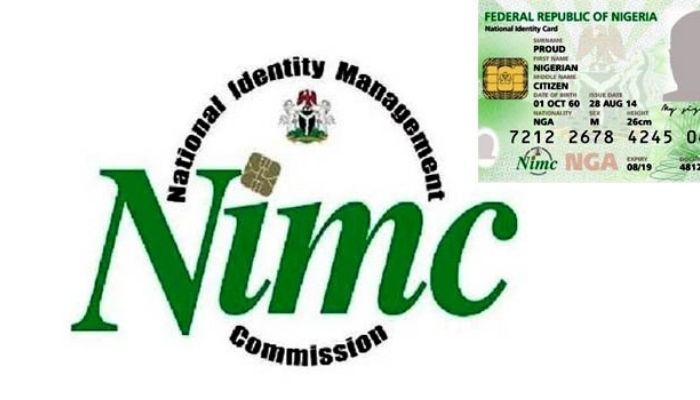 National Identity Management
Nimc
Commission
FEDERAL REPUBLIC OF NIGERIA
National Identity Card
SURNAME
PROUD
FIRST NAME
NIGERIAN
MIDDLE NAME
CITIZEN
DATE OF BIRTH ISSUE DATE
01 OCT 60 28 AUG 14
NATIONALITY SEX HEIGHT
NGA M 26cm
7212 2678 4245
Nimc NGA EXPIRY
08/19